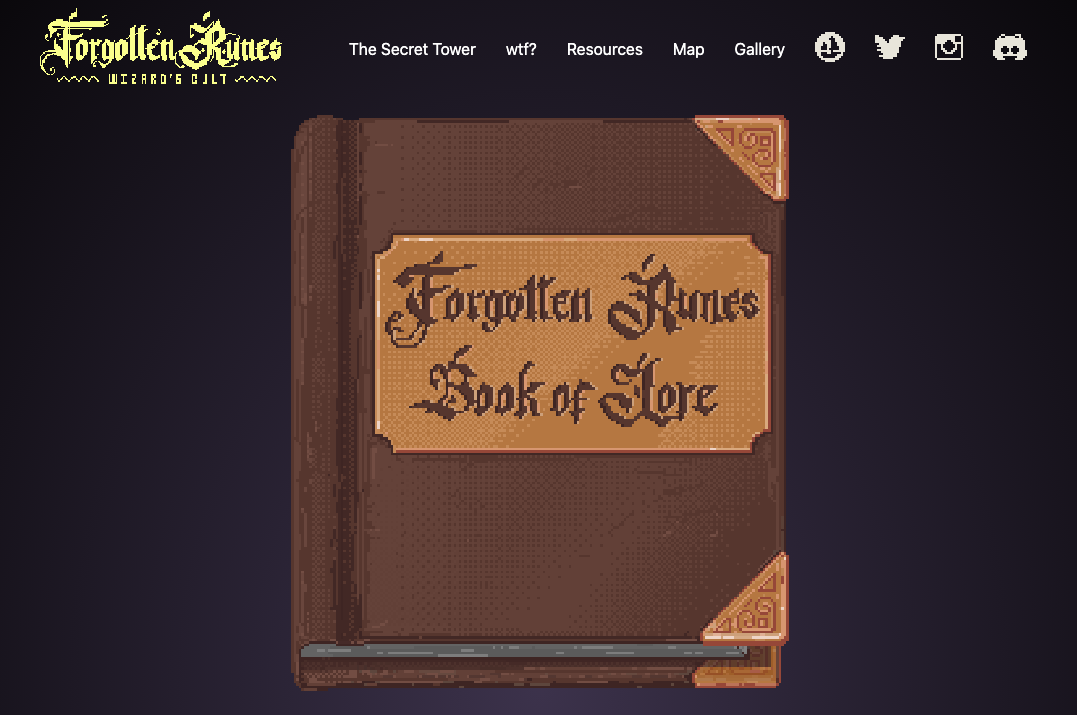 Forgotten Runes
WIZARD'S CULT
The Secret Tower wtf? Resources Map Gallery
Forgotten Runes
Book of Lore